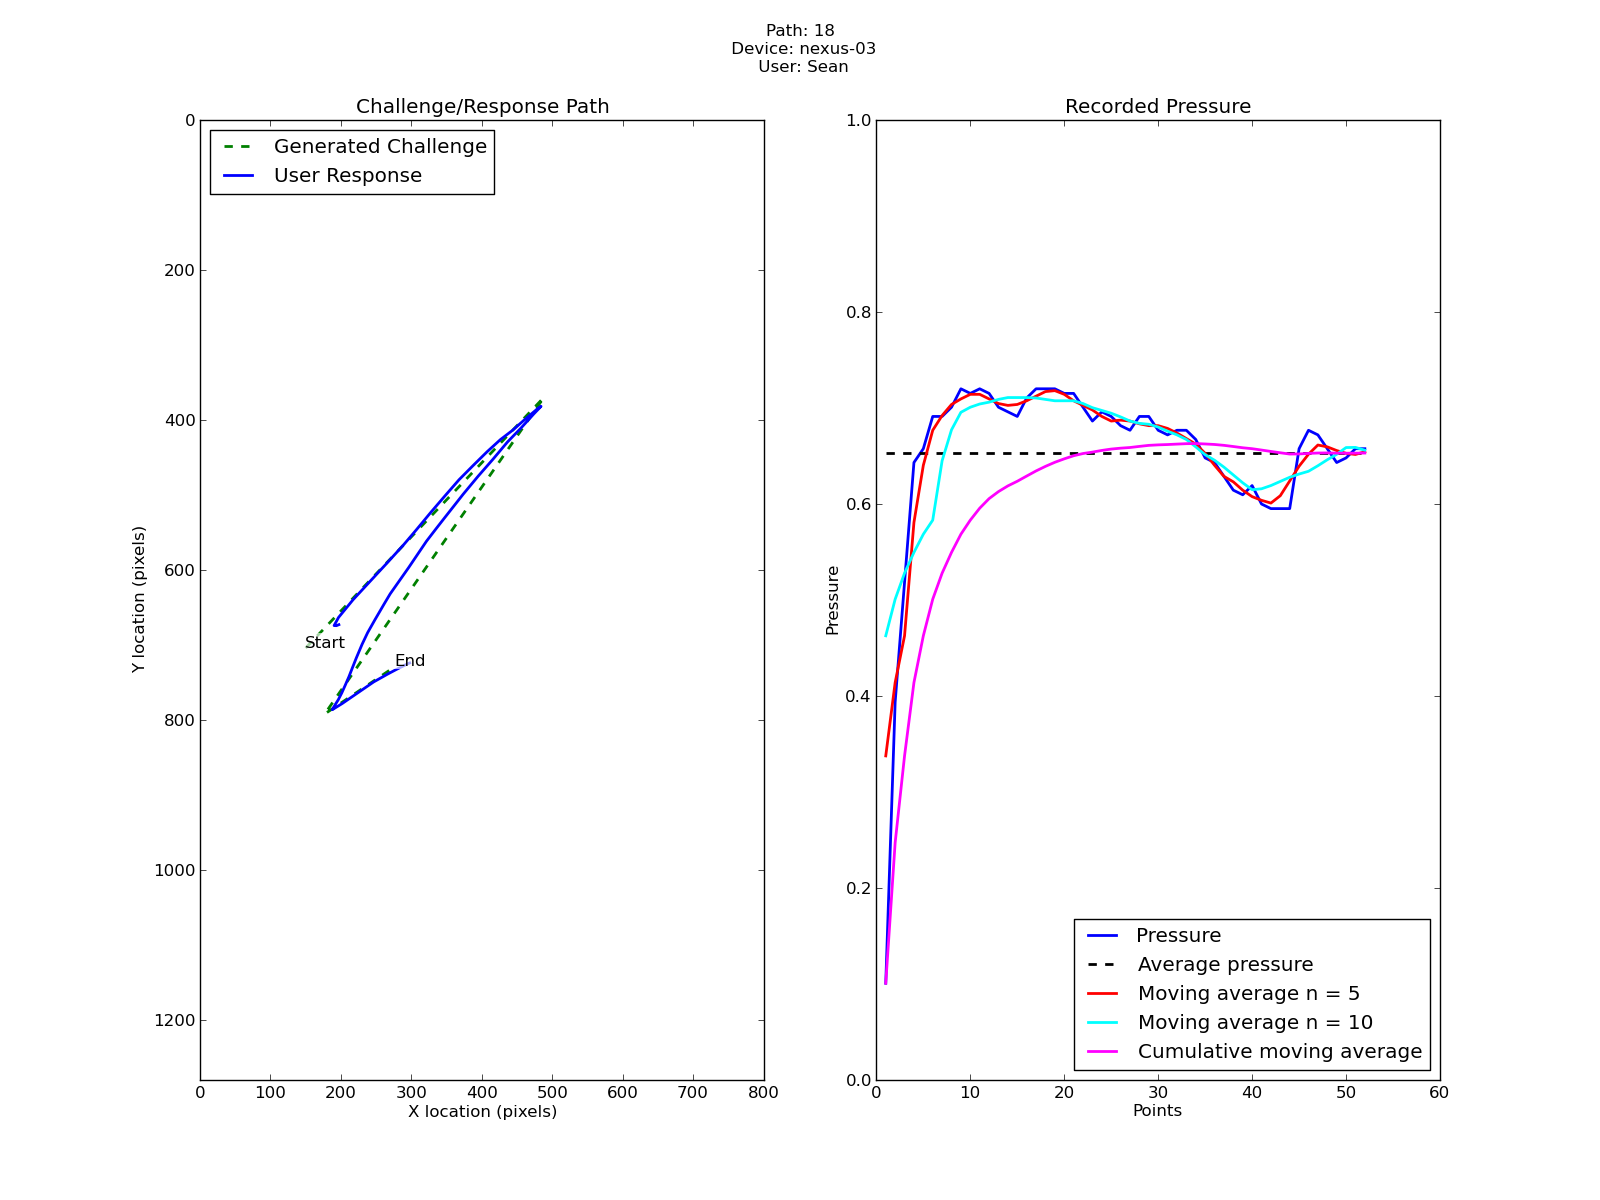 Path: 18
Device: nexus-03
User: Sean
Challenge/Response Path
0
200
400
600
800
1000
1200
Y location (pixels)
Generated Challenge
User Response
Start
End
0 100 200 300 400 500 600 700 800
X location (pixels)
Recorded Pressure
1.0
0.8
0.6
0.4
0.2
0.0
Pressure
Pressure
Average pressure
Moving average n = 5
Moving average n = 10
Cumulative moving average
0 10 20 30 40 50 60
Points